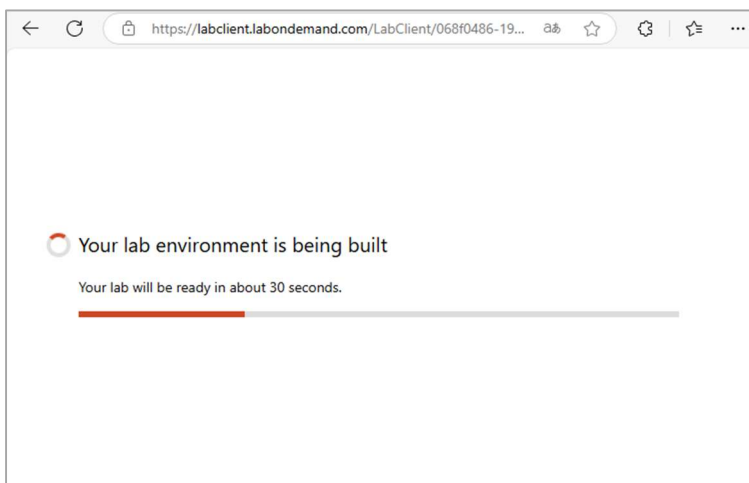 https://labclient.labondemand.com/LabClient/068f0486-19...
Your lab environment is being built
Your lab will be ready in about 30 seconds.